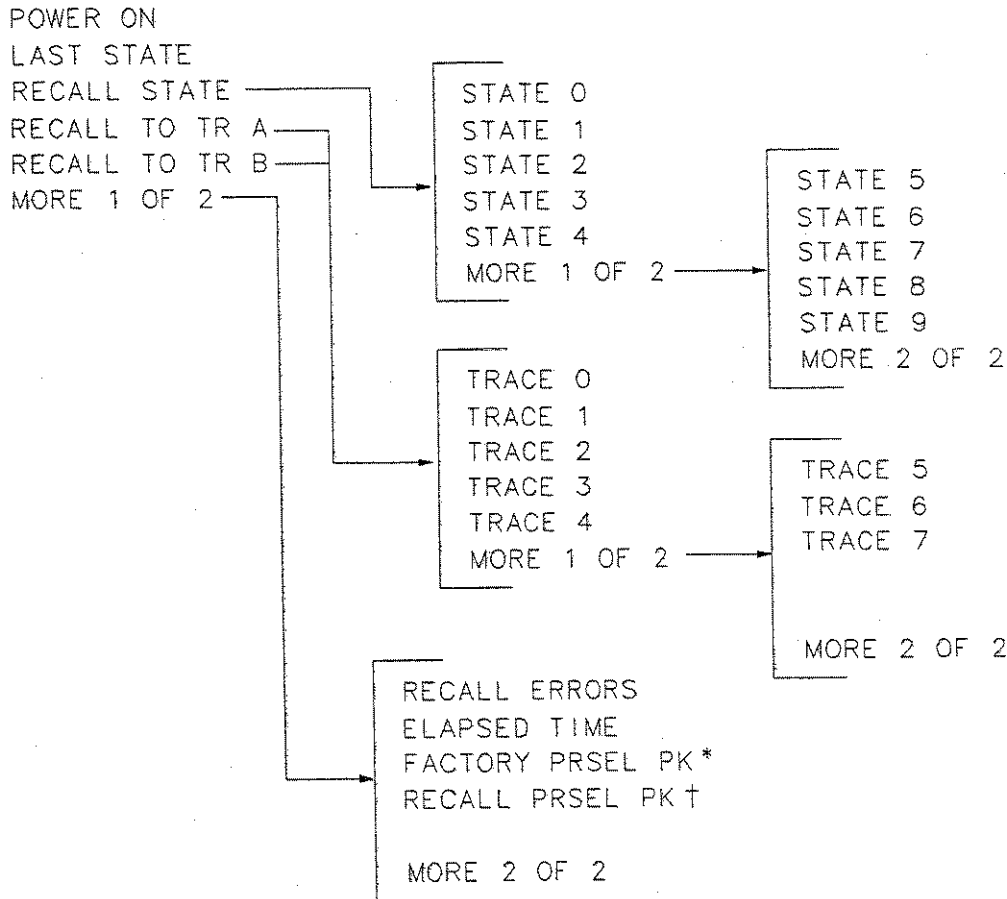 POWER ON
LAST STATE
RECALL STATE
RECALL TO TR A
RECALL TO TR B
MORE 1 OF 2
STATE 0
STATE 1
STATE 2
STATE 3
STATE 4
MORE 1 OF 2
STATE 5
STATE 6
STATE 7
STATE 8
STATE 9
MORE 2 OF 2
TRACE 0
TRACE 1
TRACE 2
TRACE 3
TRACE 4
MORE 1 OF 2
TRACE 5
TRACE 6
TRACE 7
MORE 2 OF 2
RECALL ERRORS
ELAPSED TIME
FACTORY PRSEL PK*
RECALL PRSEL PK†
MORE 2 OF 2